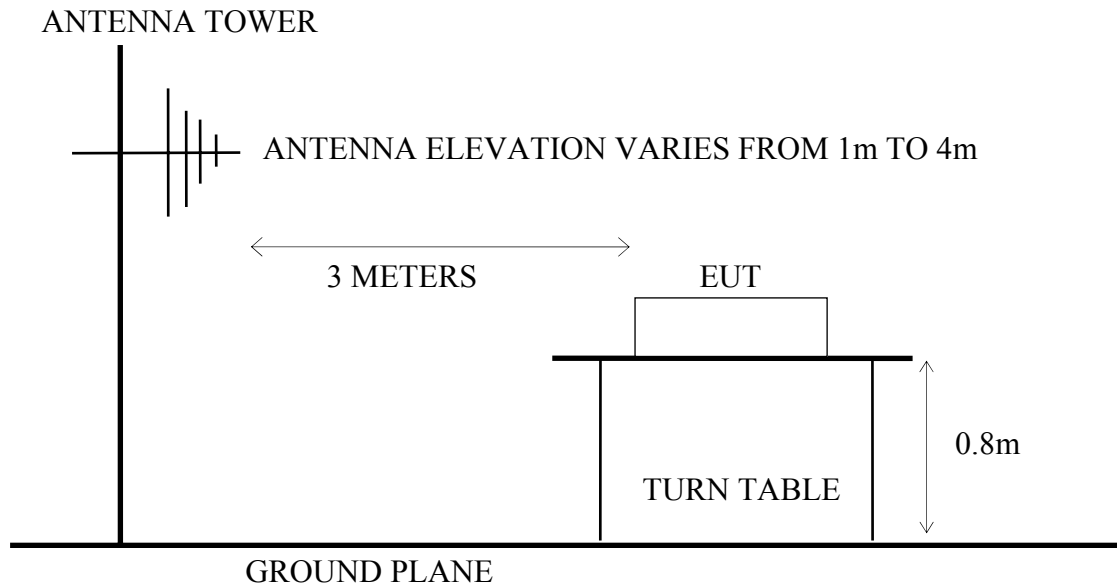 ANTENNA TOWER
ANTENNA ELEVATION VARIES FROM 1m TO 4m
3 METERS
EUT
0.8m
TURN TABLE
GROUND PLANE